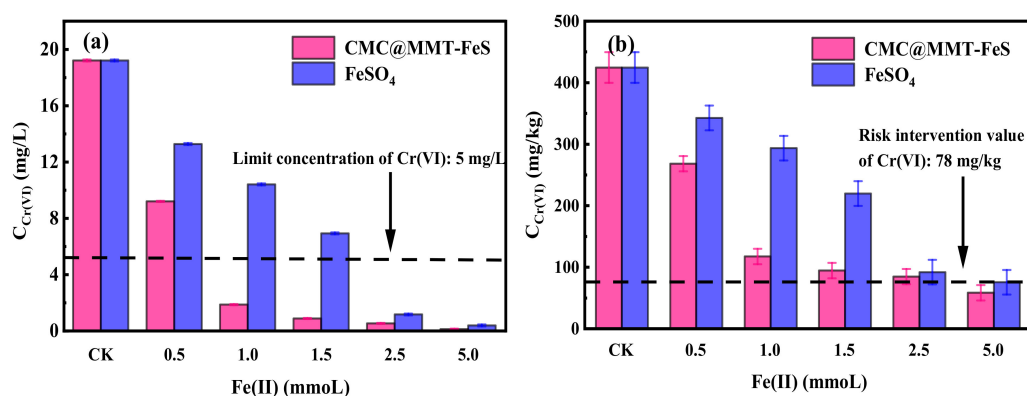 (a)
CMC@MMT-FeS
FeSO₄
Limit concentration of Cr(VI): 5 mg/L
C_Cr(VI) (mg/L)
20
16
12
8
4
0
CK 0.5 1.0 1.5 2.5 5.0
Fe(II) (mmoL)
(b)
CMC@MMT-FeS
FeSO₄
Risk intervention value
of Cr(VI): 78 mg/kg
C_Cr(VI) (mg/kg)
500
400
300
200
100
0
CK 0.5 1.0 1.5 2.5 5.0
Fe(II) (mmoL)